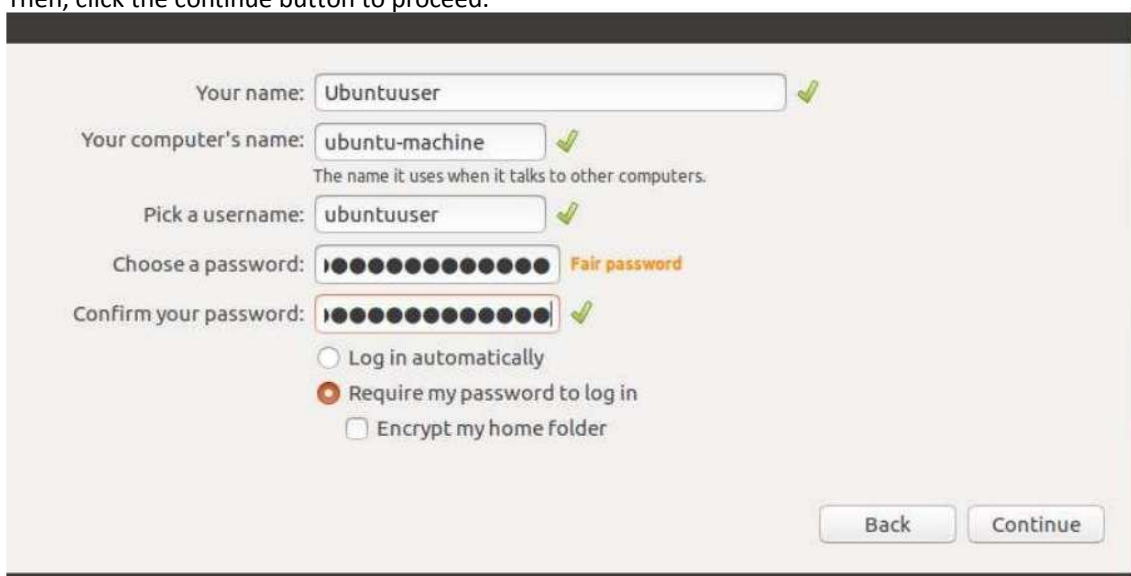 Then, click the continue button to proceed.
Your name: Ubuntuuser
Your computer's name: ubuntu-machine
The name it uses when it talks to other computers.
Pick a username: ubuntuuser
Choose a password: ●●●●●●●●●●●●● Fair password
Confirm your password: ●●●●●●●●●●●●●
Log in automatically
Require my password to log in
Encrypt my home folder
Back Continue